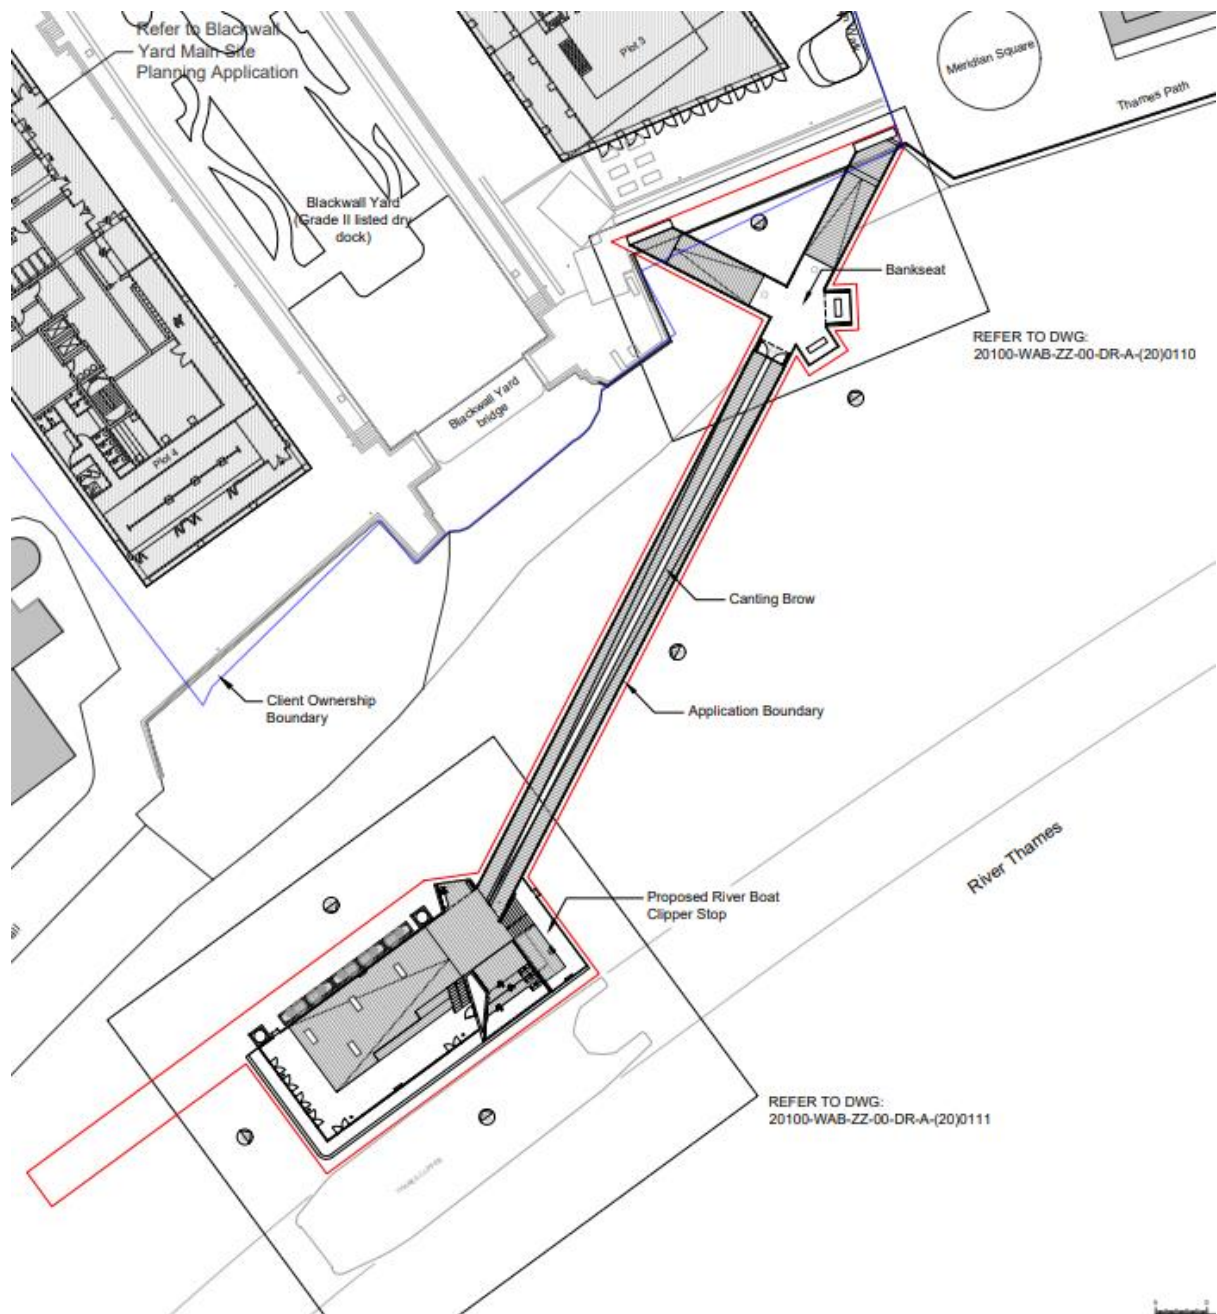 Refer to Blackwall
Yard Main Site
Planning Application
Plot 3
Meridian Square
Thames Path
Blackwall Yard
(Grade II listed dry
dock)
Bankseat
REFER TO DWG:
20100-WAB-ZZ-00-DR-A-(20)0110
Blackwall Yard
bridge
Plot 4
Canting Brow
Client Ownership
Boundary
Application Boundary
River Thames
Proposed River Boat
Clipper Stop
REFER TO DWG:
20100-WAB-ZZ-00-DR-A-(20)0111